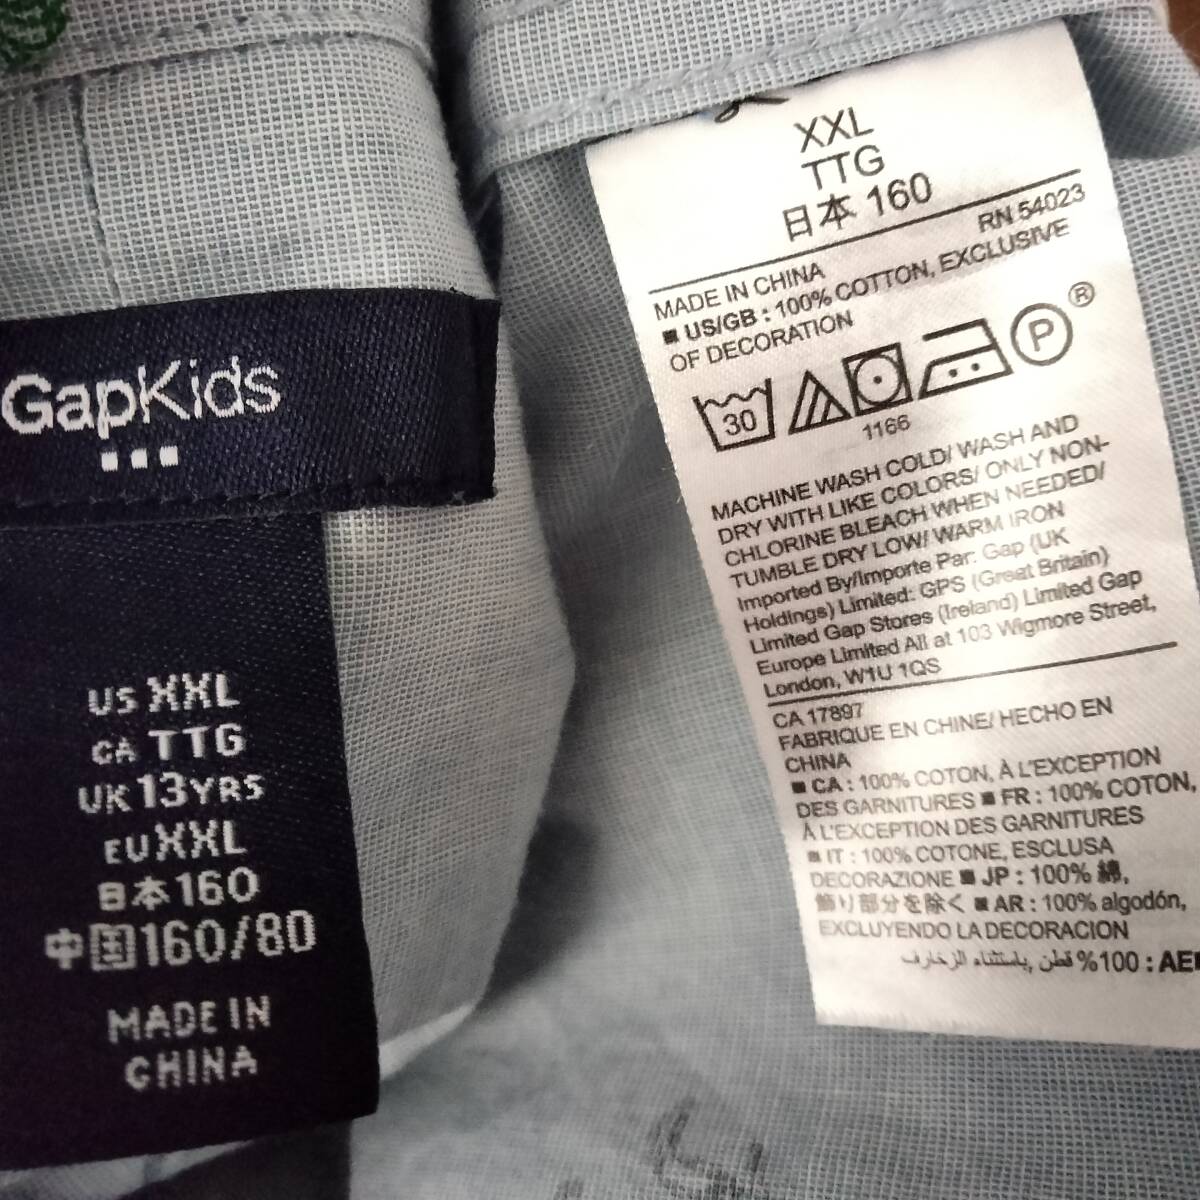 GapKids
US XXL
CA TTG
UK 13YRS
EU XXL
日本 160
中国 160/80
MADE IN
CHINA
XXL
TTG
日本 160
RN 54023
MADE IN CHINA
■ US/GB : 100% COTTON, EXCLUSIVE
OF DECORATION
30 P ®
1166
MACHINE WASH COLD/ WASH AND
DRY WITH LIKE COLORS/ ONLY NON-
CHLORINE BLEACH WHEN NEEDED/
TUMBLE DRY LOW/ WARM IRON
Imported By/Importe Par: Gap (UK
Holdings) Limited: GPS (Great Britain)
Limited Gap Stores (Ireland) Limited Gap
Europe Limited All at 103 Wigmore Street,
London, W1U 1QS
CA 17897
FABRIQUE EN CHINE/ HECHO EN
CHINA
■ CA : 100% COTON, À L'EXCEPTION
DES GARNITURES ■ FR : 100% COTON,
À L'EXCEPTION DES GARNITURES
■ IT : 100% COTONE, ESCLUSA
DECORAZIONE ■ JP : 100% 綿,
飾り部分を除く ■ AR : 100% algodón,
EXCLUYENDO LA DECORACION
AE : 100% قطن, باستثناء الزخارف